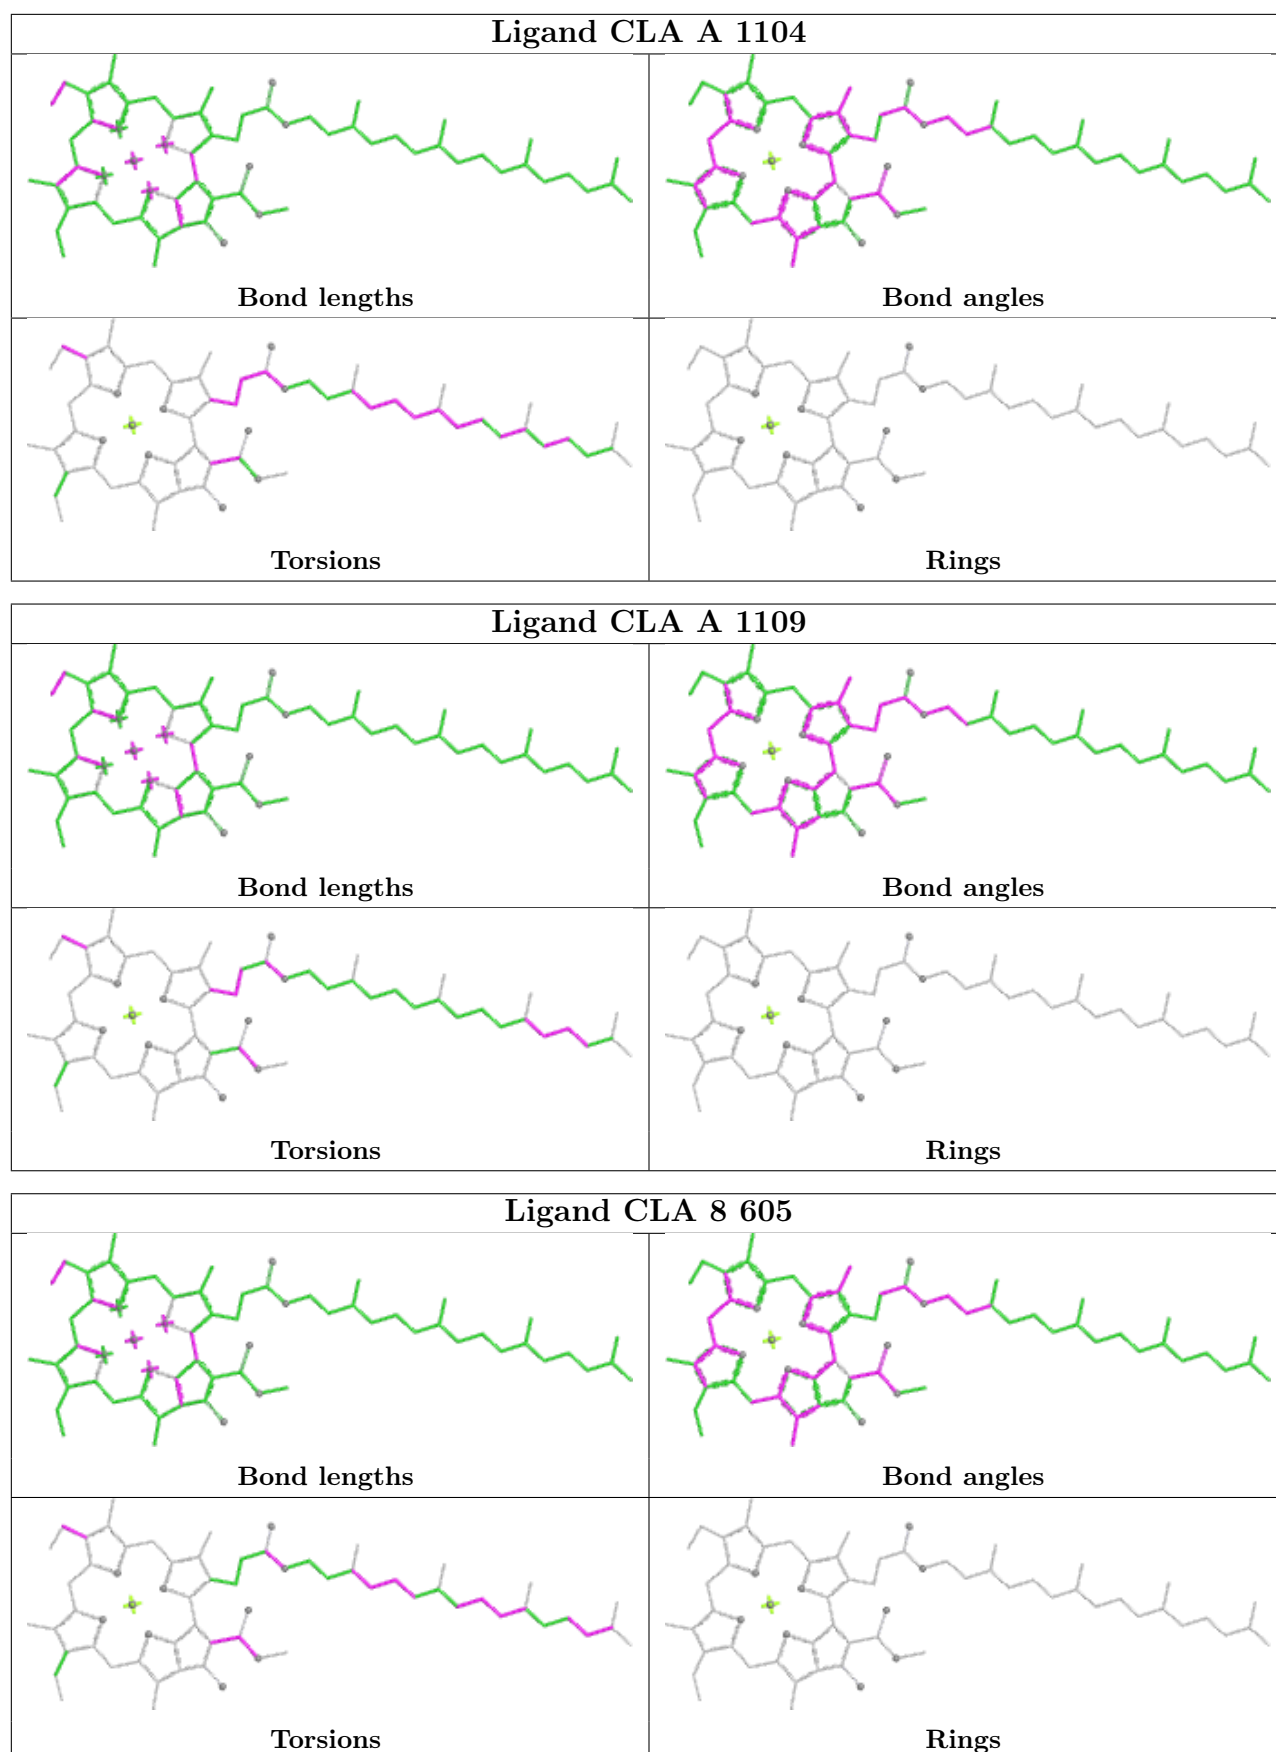 Ligand CLA A 1104
Bond lengths
Bond angles
Torsions
Rings
Ligand CLA A 1109
Bond lengths
Bond angles
Torsions
Rings
Ligand CLA 8 605
Bond lengths
Bond angles
Torsions
Rings